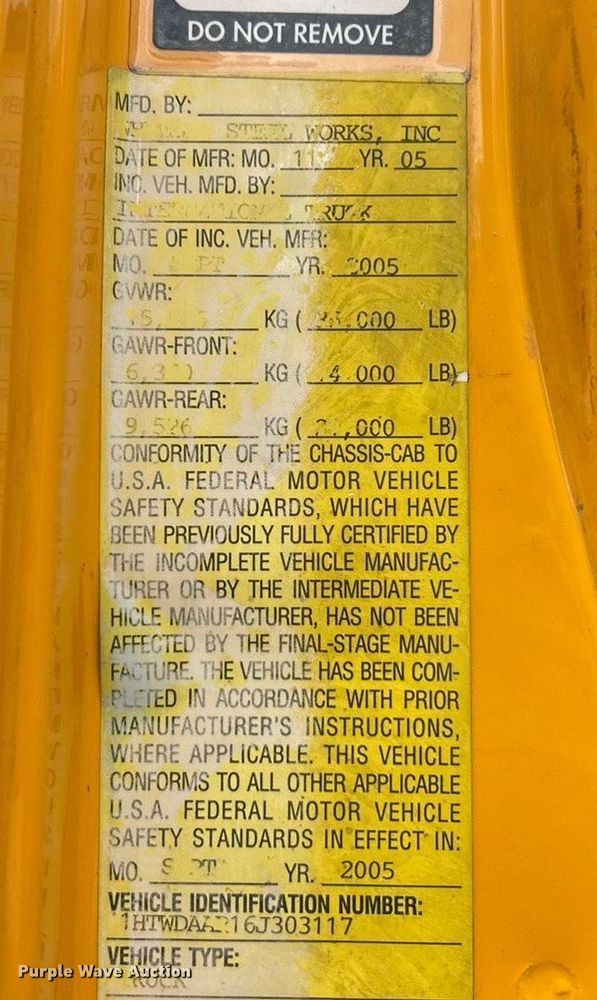 DO NOT REMOVE
MFD. BY:
STEEL WORKS, INC
DATE OF MFR: MO. 11 YR. 05
INC. VEH. MFD. BY:
TRUCK
DATE OF INC. VEH. MFR:
MO. YR. 2005
GVWR:
KG ( LB)
GAWR-FRONT:
KG ( LB)
GAWR-REAR:
9,526 KG ( LB)
CONFORMITY OF THE CHASSIS-CAB TO
U.S.A. FEDERAL MOTOR VEHICLE
SAFETY STANDARDS, WHICH HAVE
BEEN PREVIOUSLY FULLY CERTIFIED BY
THE INCOMPLETE VEHICLE MANUFAC-
TURER OR BY THE INTERMEDIATE VE-
HICLE MANUFACTURER, HAS NOT BEEN
AFFECTED BY THE FINAL-STAGE MANU-
FACTURE. THE VEHICLE HAS BEEN COM-
PLETED IN ACCORDANCE WITH PRIOR
MANUFACTURER'S INSTRUCTIONS,
WHERE APPLICABLE. THIS VEHICLE
CONFORMS TO ALL OTHER APPLICABLE
U.S.A. FEDERAL MOTOR VEHICLE
SAFETY STANDARDS IN EFFECT IN:
MO. SEPT YR. 2005
VEHICLE IDENTIFICATION NUMBER:
VEHICLE TYPE:
TRUCK
Purple Wave Auction